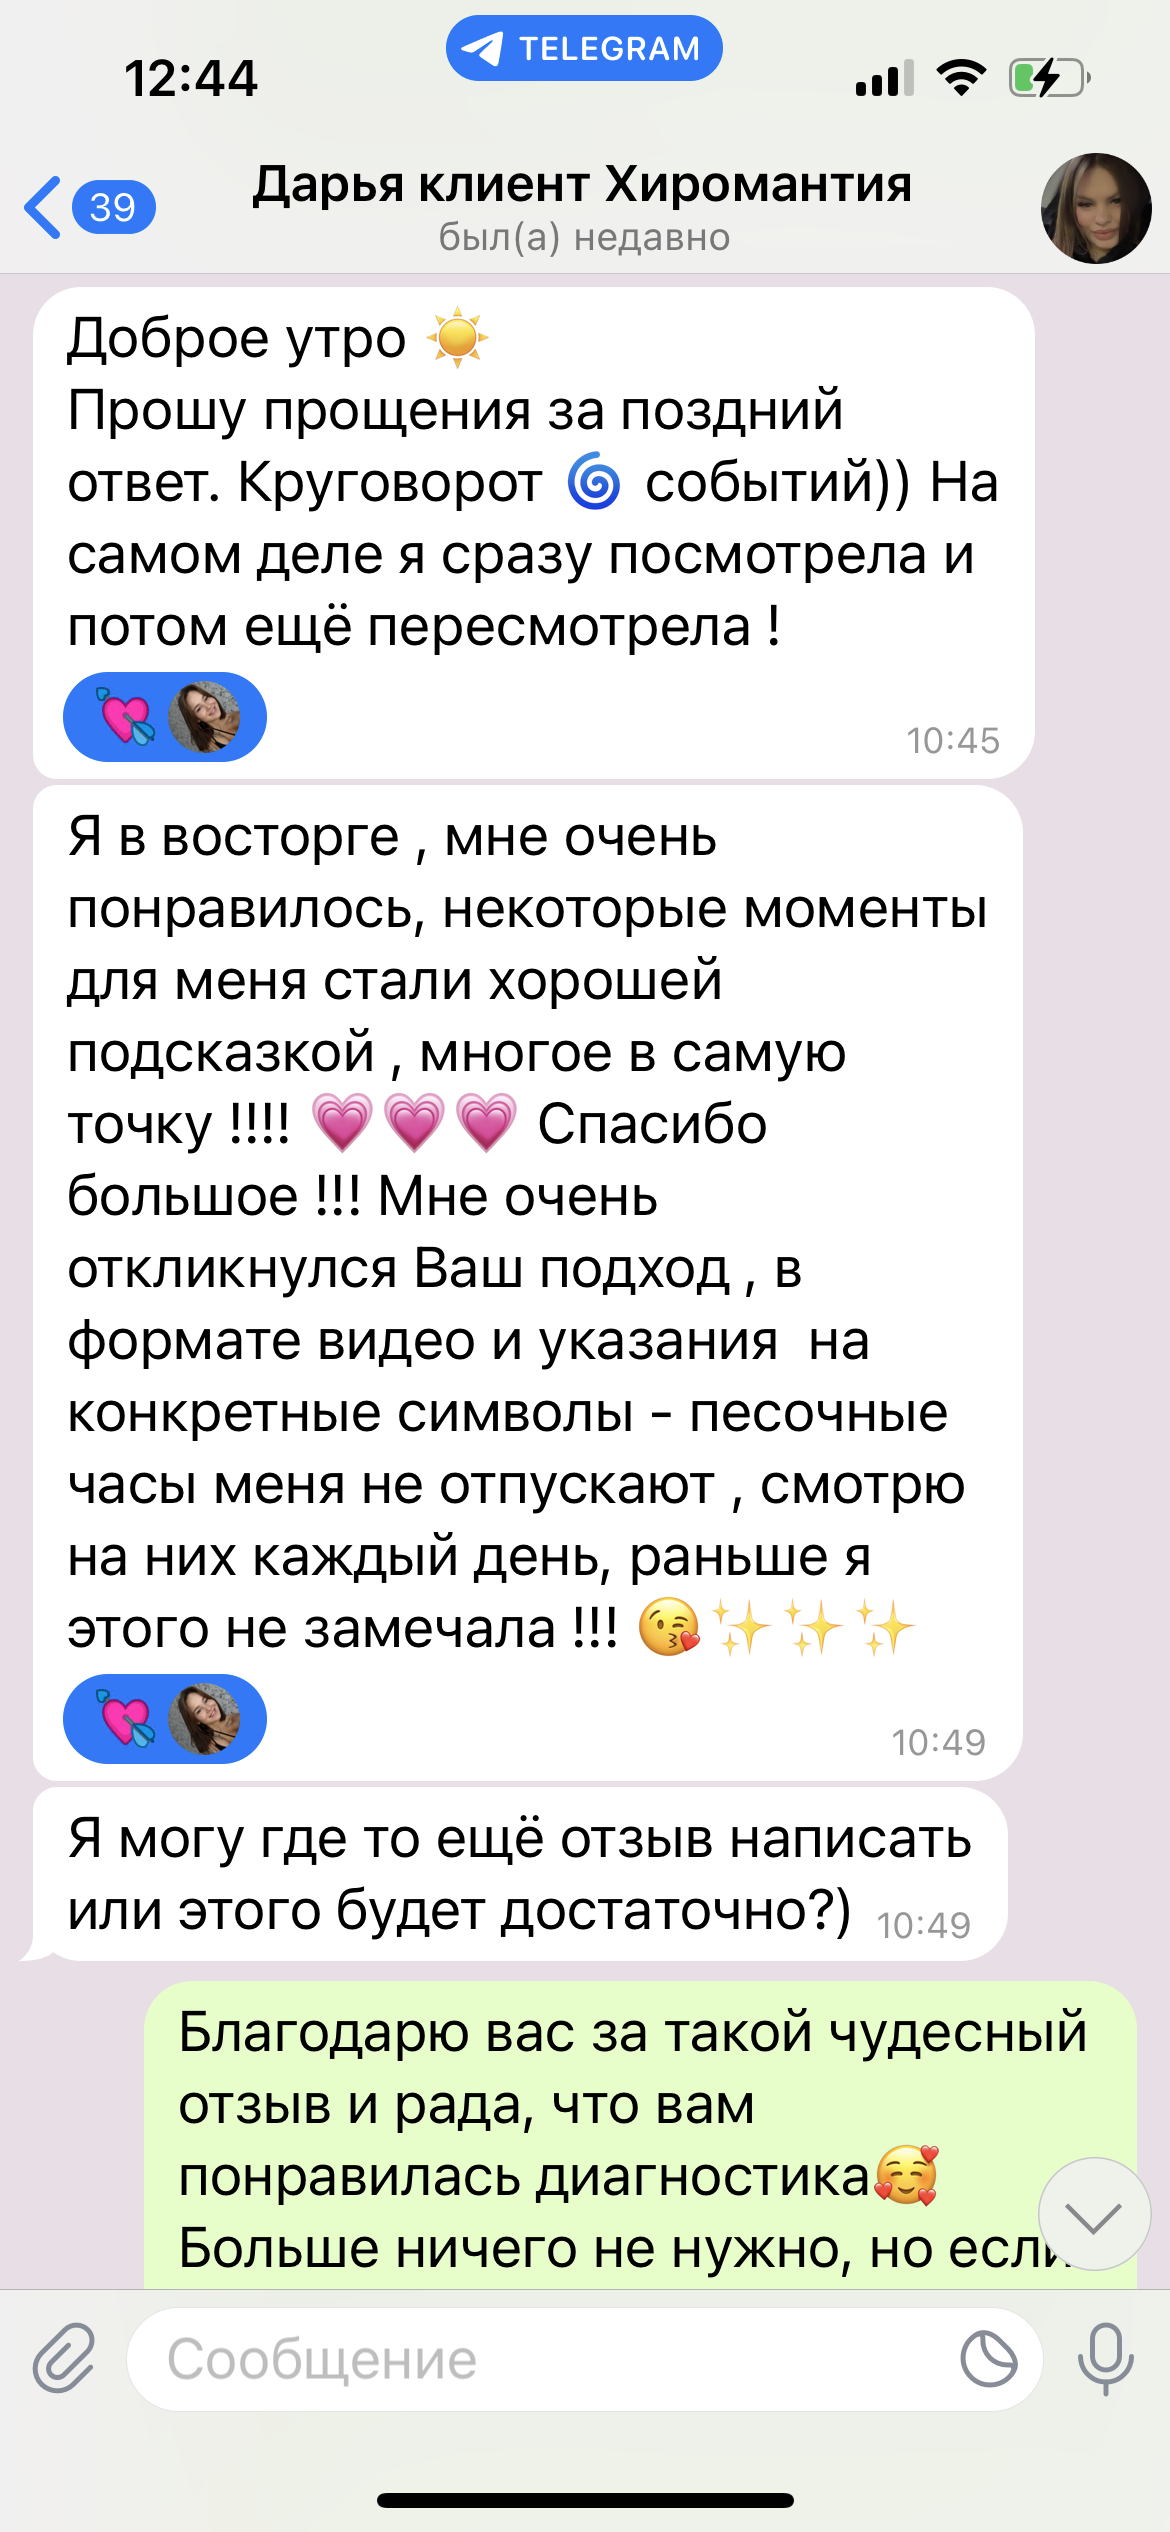 12:44
TELEGRAM
39
Дарья клиент Хиромантия
был(а) недавно
Доброе утро ☀️
Прошу прощения за поздний
ответ. Круговорот 🌀 событий)) На
самом деле я сразу посмотрела и
потом ещё пересмотрела !
10:45
Я в восторге , мне очень
понравилось, некоторые моменты
для меня стали хорошей
подсказкой , многое в самую
точку !!!! 💗💗💗 Спасибо
большое !!! Мне очень
откликнулся Ваш подход , в
формате видео и указания  на
конкретные символы - песочные
часы меня не отпускают , смотрю
на них каждый день, раньше я
этого не замечала !!! 😘✨✨✨
10:49
Я могу где то ещё отзыв написать
или этого будет достаточно?) 10:49
Благодарю вас за такой чудесный
отзыв и рада, что вам
понравилась диагностика🥰
Больше ничего не нужно, но если
Сообщение